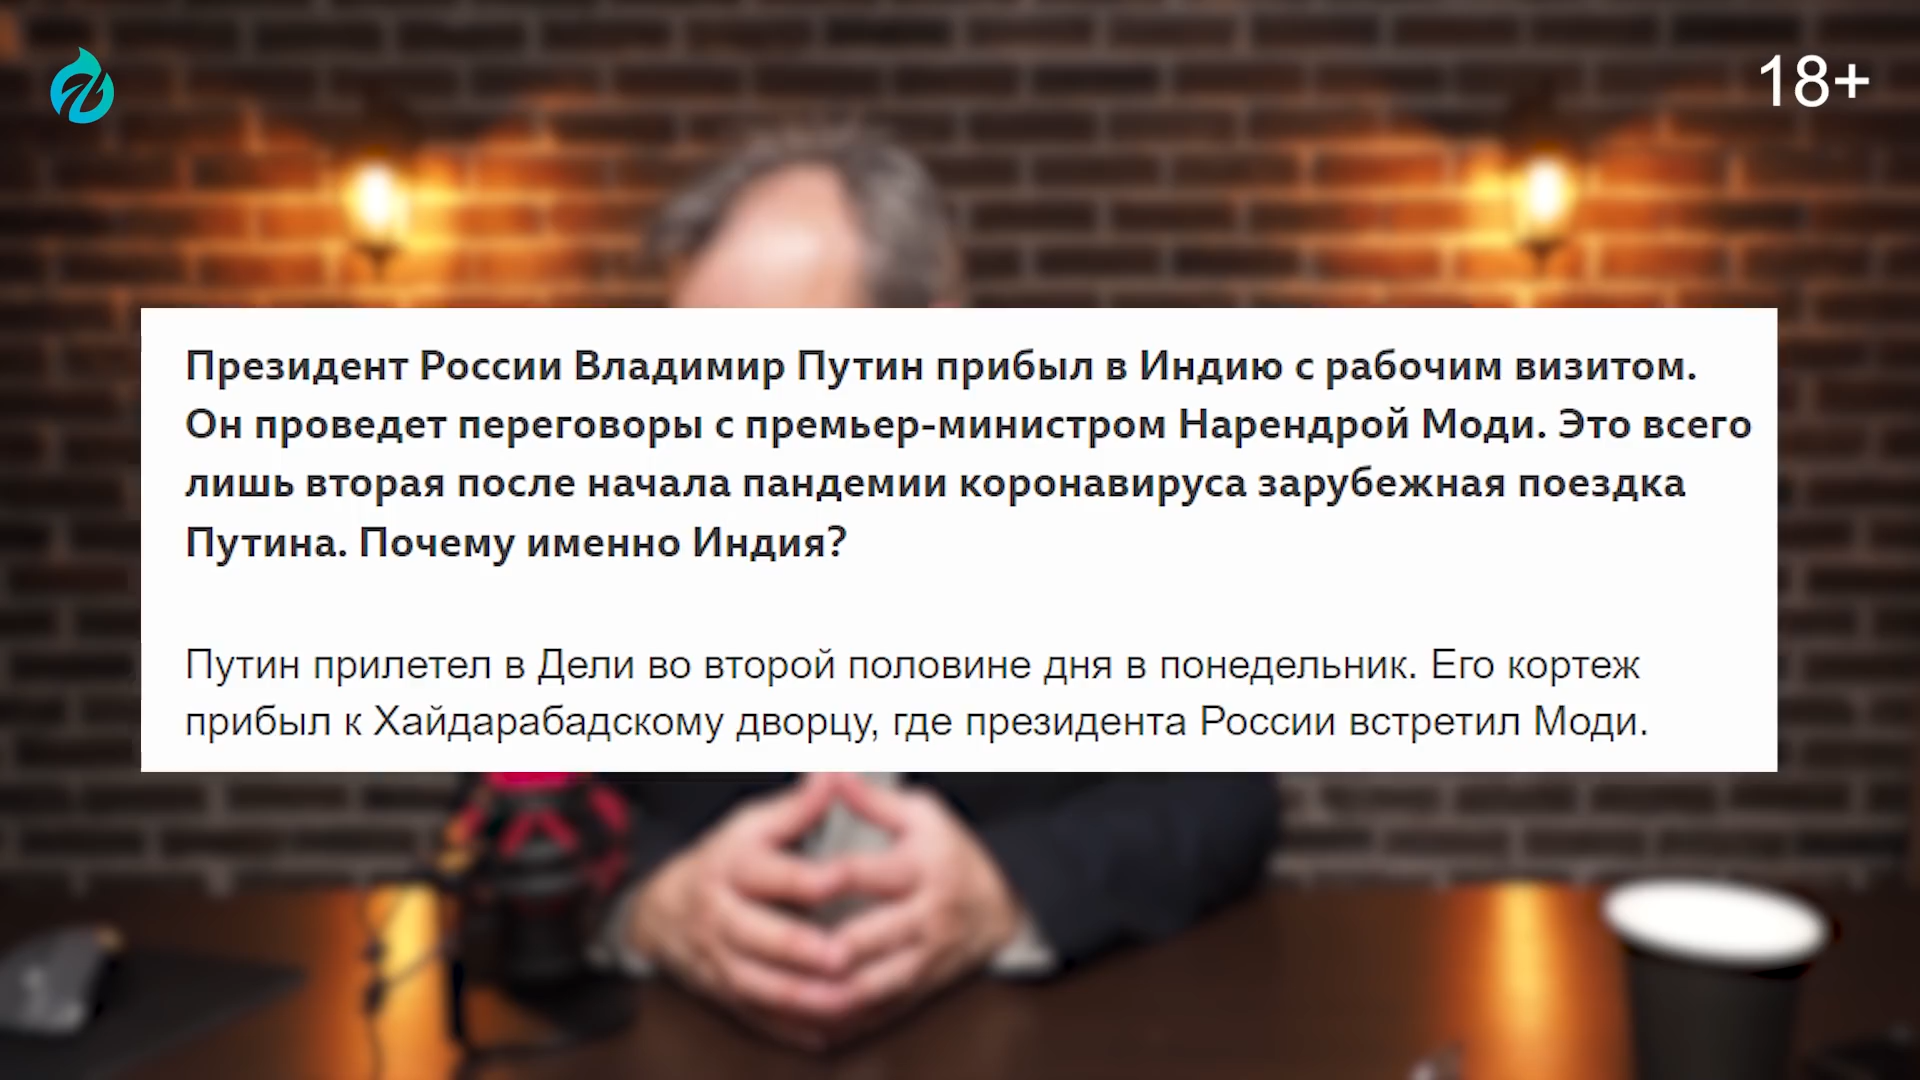 18+
Президент России Владимир Путин прибыл в Индию с рабочим визитом.
Он проведет переговоры с премьер-министром Нарендрой Моди. Это всего
лишь вторая после начала пандемии коронавируса зарубежная поездка
Путина. Почему именно Индия?
Путин прилетел в Дели во второй половине дня в понедельник. Его кортеж
прибыл к Хайдарабадскому дворцу, где президента России встретил Моди.